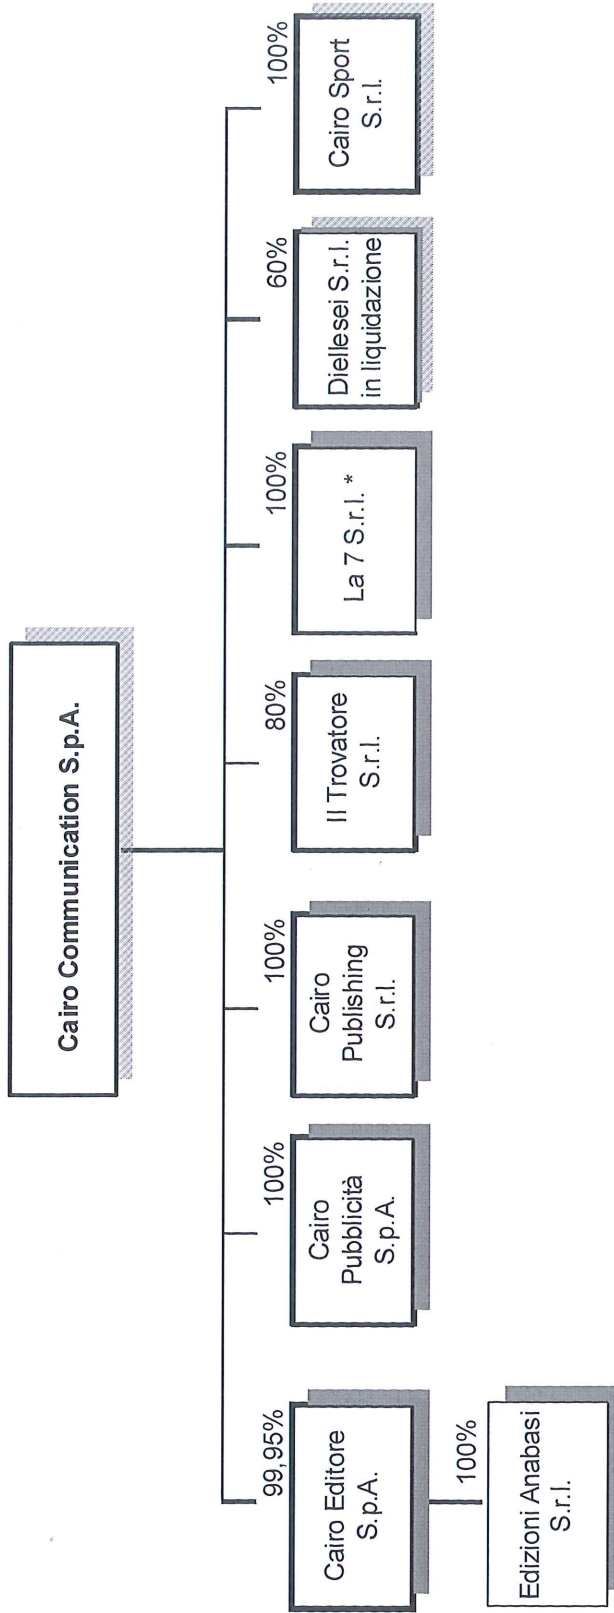 Cairo Communication S.p.A.
99,95%
Cairo Editore
S.p.A.
100%
Cairo
Pubblicità
S.p.A.
100%
Cairo
Publishing
S.r.l.
80%
Il Trovatore
S.r.l.
100%
La 7 S.r.l. *
60%
Diellesei S.r.l.
in liquidazione
100%
Cairo Sport
S.r.l.
100%
Edizioni Anabasi
S.r.l.